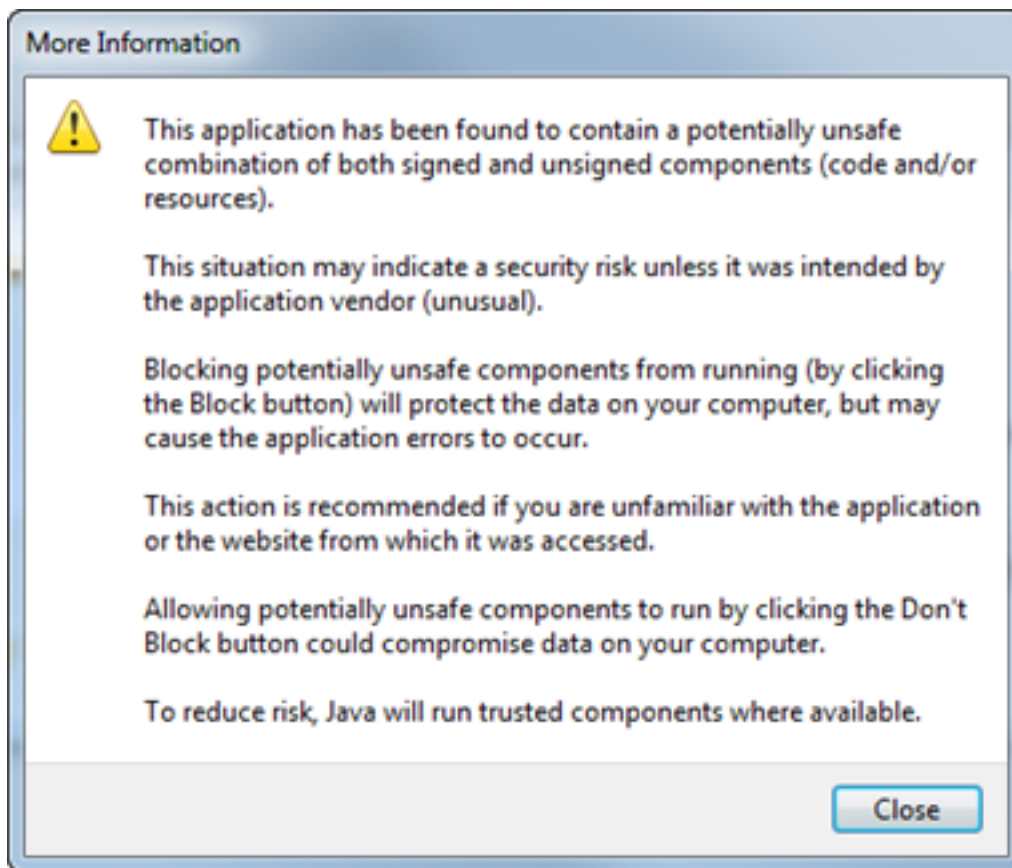 More Information
This application has been found to contain a potentially unsafe
combination of both signed and unsigned components (code and/or
resources).
This situation may indicate a security risk unless it was intended by
the application vendor (unusual).
Blocking potentially unsafe components from running (by clicking
the Block button) will protect the data on your computer, but may
cause the application errors to occur.
This action is recommended if you are unfamiliar with the application
or the website from which it was accessed.
Allowing potentially unsafe components to run by clicking the Don't
Block button could compromise data on your computer.
To reduce risk, Java will run trusted components where available.
Close